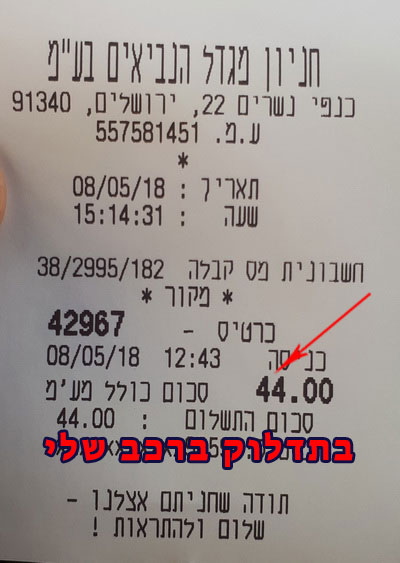 חניון מגדל הנביאים בע"מ
כנפי נשרים 22, ירושלים, 91340
ע.מ. 557581451
*
תאריך : 08/05/18
שעה : 15:14:31
חשבונית מס קבלה 38/2995/182
* מקור *
כרטיס - 42967
כניסה 12:43 08/05/18
סכום כולל מע'מ 44.00
סכום התשלום : 44.00
בתדלוק ברכב שלי
תודה שחניתם אצלנו -
שלום ולהתראות !